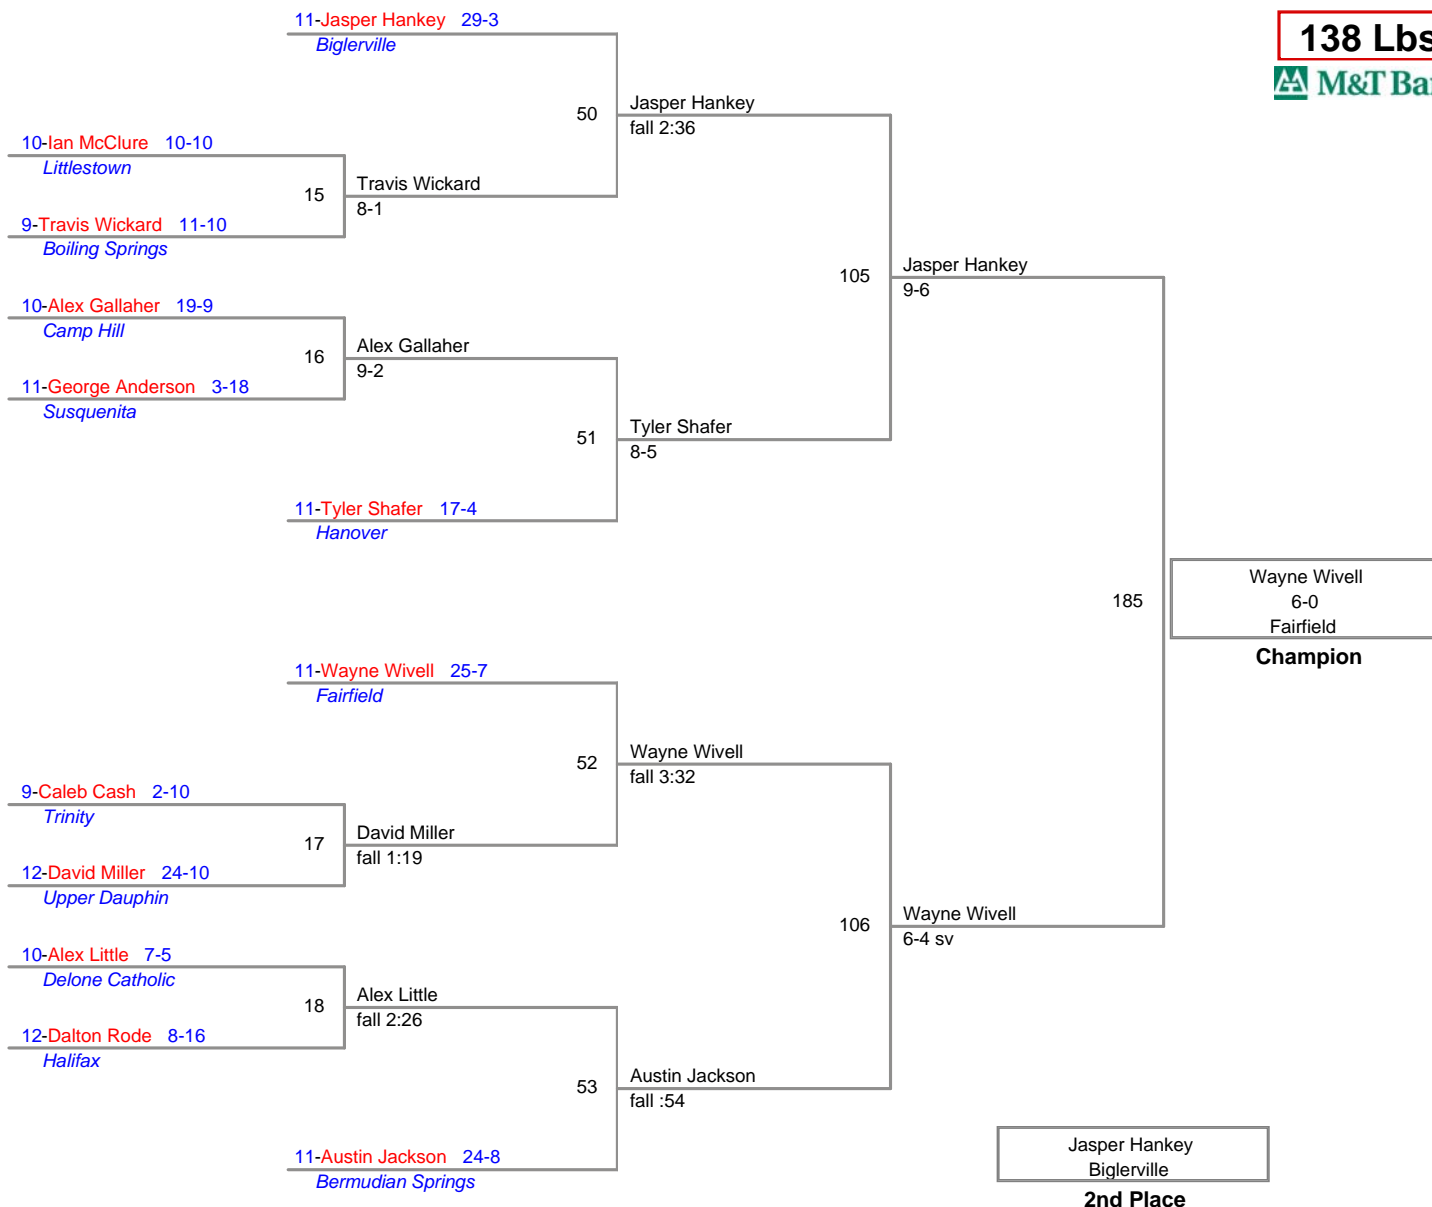 11-Jasper Hankey 29-3
Biglerville
138 Lbs
M&T Ban
50
Jasper Hankey
fall 2:36
10-Ian McClure 10-10
Littlestown
15
Travis Wickard
8-1
9-Travis Wickard 11-10
Boiling Springs
105
Jasper Hankey
9-6
10-Alex Gallaher 19-9
Camp Hill
16
Alex Gallaher
9-2
11-George Anderson 3-18
Susquenita
51
Tyler Shafer
8-5
11-Tyler Shafer 17-4
Hanover
185
Wayne Wivell
6-0
Fairfield
Champion
11-Wayne Wivell 25-7
Fairfield
52
Wayne Wivell
fall 3:32
9-Caleb Cash 2-10
Trinity
17
David Miller
fall 1:19
12-David Miller 24-10
Upper Dauphin
106
Wayne Wivell
6-4 sv
10-Alex Little 7-5
Delone Catholic
18
Alex Little
fall 2:26
12-Dalton Rode 8-16
Halifax
53
Austin Jackson
fall :54
11-Austin Jackson 24-8
Bermudian Springs
Jasper Hankey
Biglerville
2nd Place